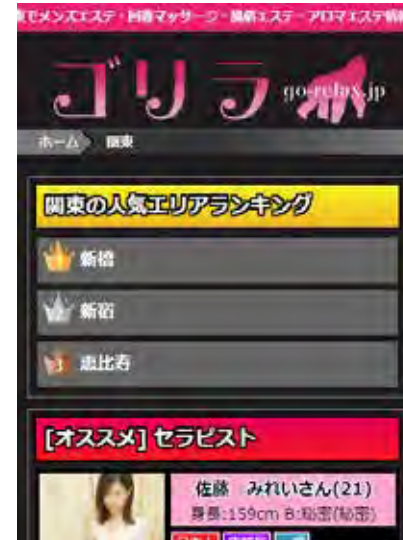 でメンズエステ・回春マッサージ・風俗エステ・アロマエステ情
ゴリラ go-relax.jp
ホーム 関東
関東の人気エリアランキング
1 新橋
2 新宿
3 恵比寿
[オススメ] セラピスト
佐藤 みれいさん(21)
身長:159cm B:秘密(秘密)